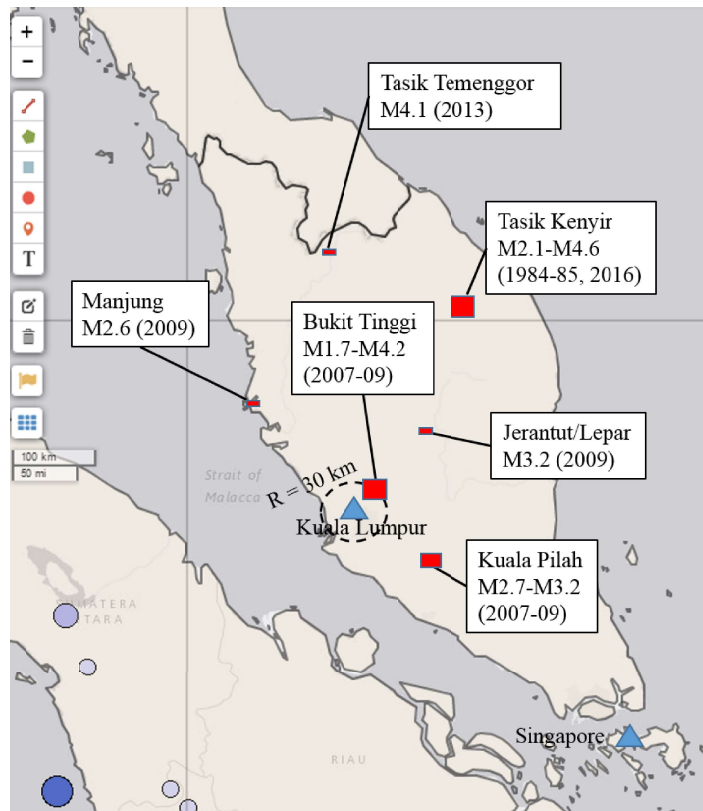 +
−
T
Tasik Temenggor
M4.1 (2013)
Tasik Kenyir
M2.1-M4.6
(1984-85, 2016)
Manjung
M2.6 (2009)
Bukit Tinggi
M1.7-M4.2
(2007-09)
Jerantut/Lepar
M3.2 (2009)
100 km
50 mi
Strait of
Malacca
R = 30 km
Kuala Lumpur
Kuala Pilah
M2.7-M3.2
(2007-09)
SUMATERA
UTARA
Singapore
RIAU